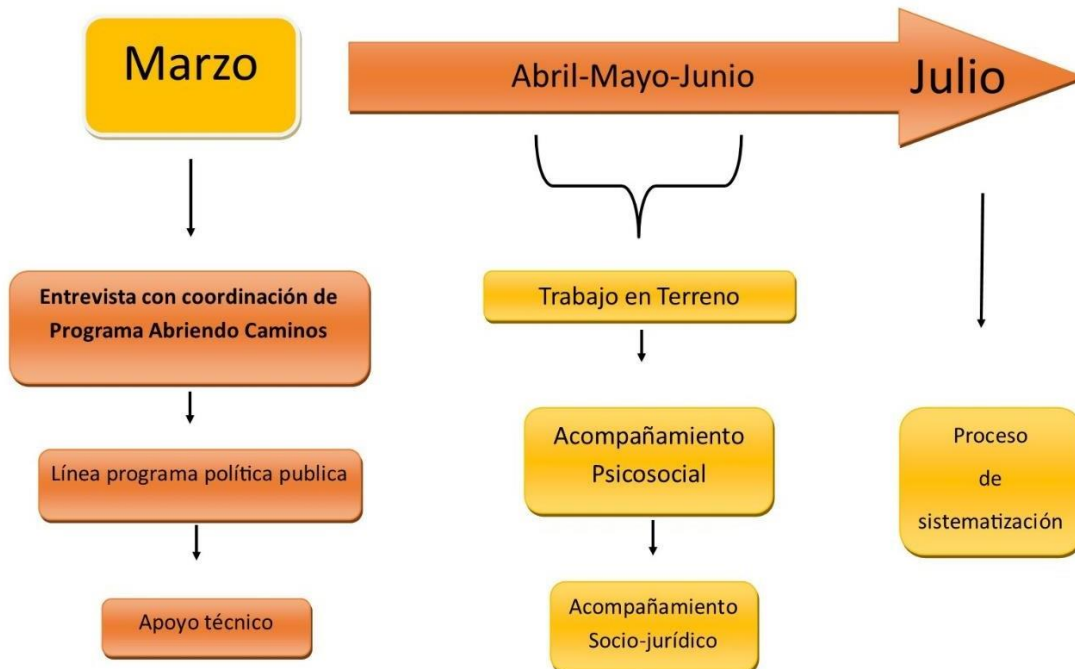 Marzo
Abril-Mayo-Junio
Julio
Entrevista con coordinación de
Programa Abriendo Caminos
Línea programa política publica
Apoyo técnico
Trabajo en Terreno
Acompañamiento
Psicosocial
Acompañamiento
Socio-jurídico
Proceso
de
sistematización